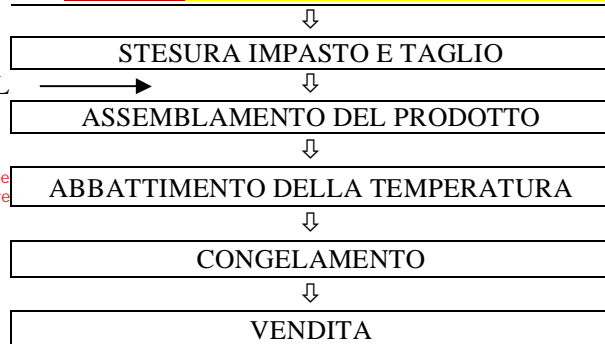 STESURA IMPASTO E TAGLIO
ASSEMBLAMENTO DEL PRODOTTO
ABBATTIMENTO DELLA TEMPERATURA
CONGELAMENTO
VENDITA